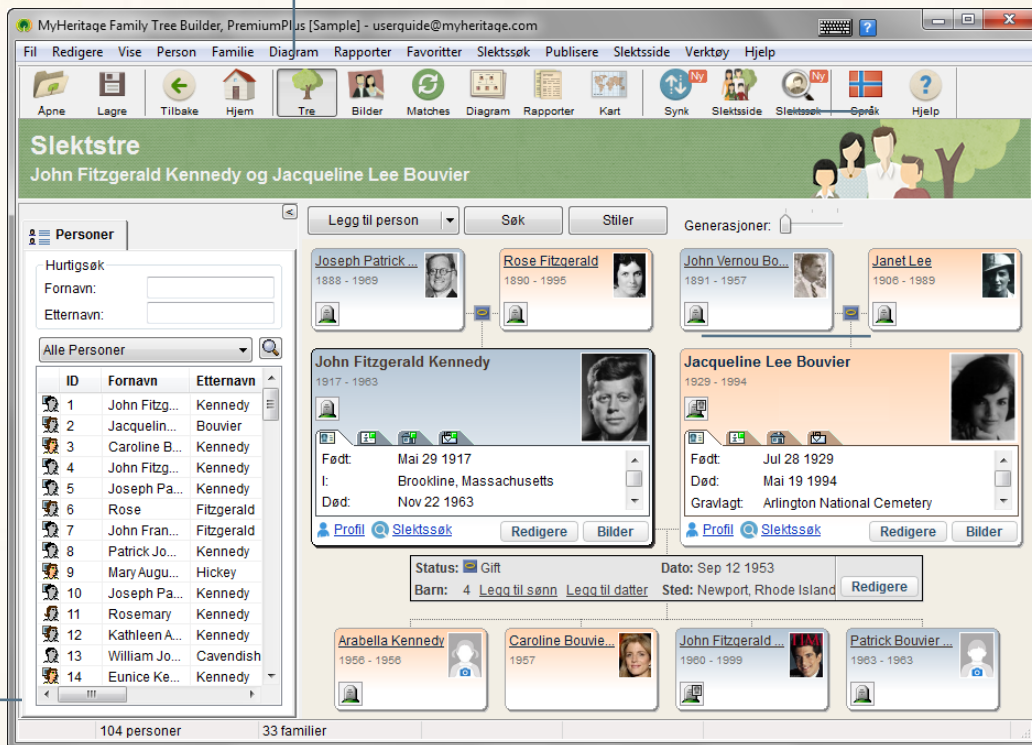 MyHeritage Family Tree Builder, PremiumPlus [Sample] - userguide@myheritage.com
Fil Redigere Vise Person Familie Diagram Rapporter Favoritter Slektssøk Publisere Slektsside Verktøy Hjelp
Ny Ny
Åpne Lagre Tilbake Hjem Tre Bilder Matches Diagram Rapporter Kart Synk Slektsside Slektssøk Språk Hjelp
Slektstre
John Fitzgerald Kennedy og Jacqueline Lee Bouvier
Personer
Hurtigsøk
Fornavn:
Etternavn:
Alle Personer
ID Fornavn Etternavn
1 John Fitzg... Kennedy
2 Jacquelin... Bouvier
3 Caroline B... Kennedy
4 John Fitzg... Kennedy
5 Joseph Pa... Kennedy
6 Rose Fitzgerald
7 John Fran... Fitzgerald
8 Patrick Jo... Kennedy
9 Mary Augu... Hickey
10 Joseph Pa... Kennedy
11 Rosemary Kennedy
12 Kathleen A... Kennedy
13 William Jo... Cavendish
14 Eunice Ke... Kennedy
Legg til person Søk Stiler Generasjoner:
Joseph Patrick ...
1888 - 1969
Rose Fitzgerald
1890 - 1995
John Vernou Bo...
1891 - 1957
Janet Lee
1906 - 1989
John Fitzgerald Kennedy
1917 - 1963
Født: Mai 29 1917
I: Brookline, Massachusetts
Død: Nov 22 1963
Profil Slektssøk Redigere Bilder
Jacqueline Lee Bouvier
1929 - 1994
Født: Jul 28 1929
Død: Mai 19 1994
Gravlagt: Arlington National Cemetery
Profil Slektssøk Redigere Bilder
Status: Gift Dato: Sep 12 1953
Barn: 4 Legg til sønn Legg til datter Sted: Newport, Rhode Island Redigere
Arabella Kennedy
1956 - 1956
Caroline Bouvie...
1957
John Fitzgerald ...
1960 - 1999
Patrick Bouvier ...
1963 - 1963
104 personer 33 familier